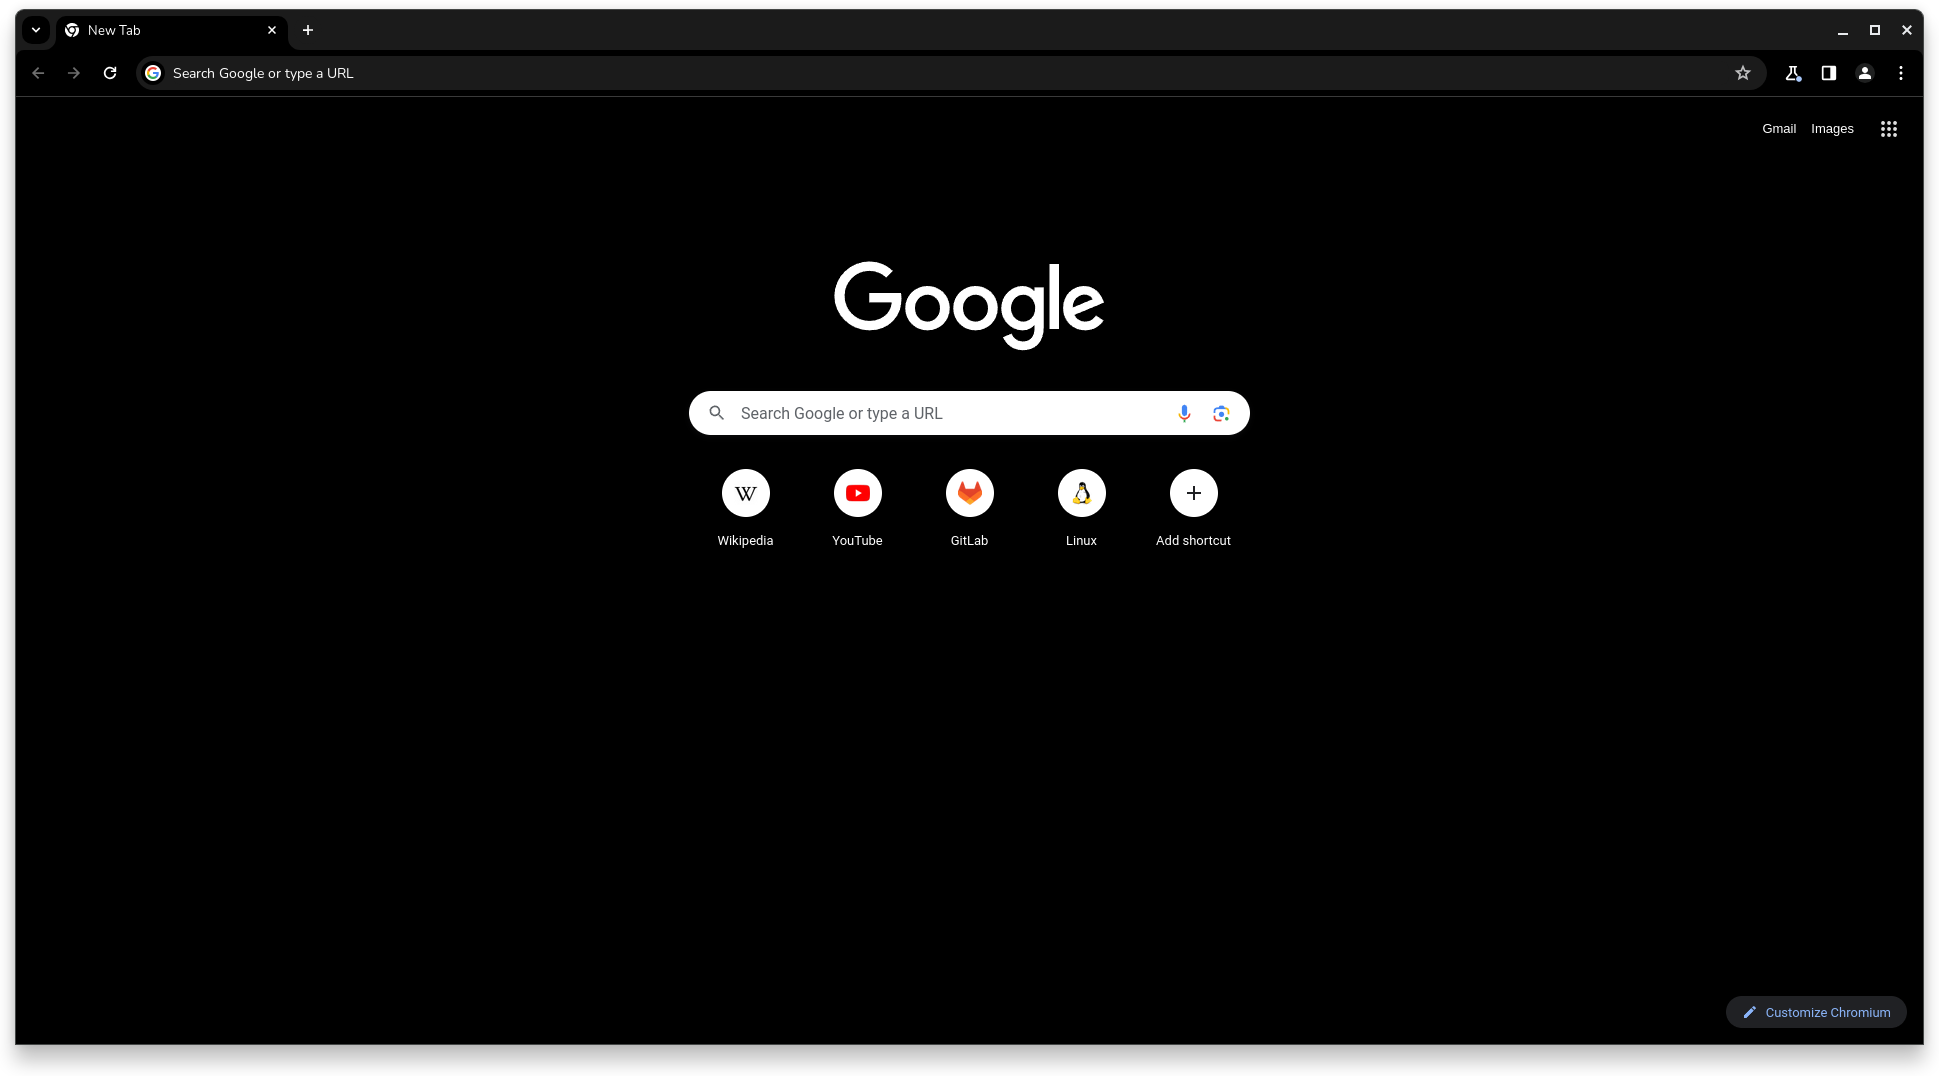 New Tab
Search Google or type a URL
Gmail Images
Google
Search Google or type a URL
W
Wikipedia YouTube GitLab Linux Add shortcut
Customize Chromium